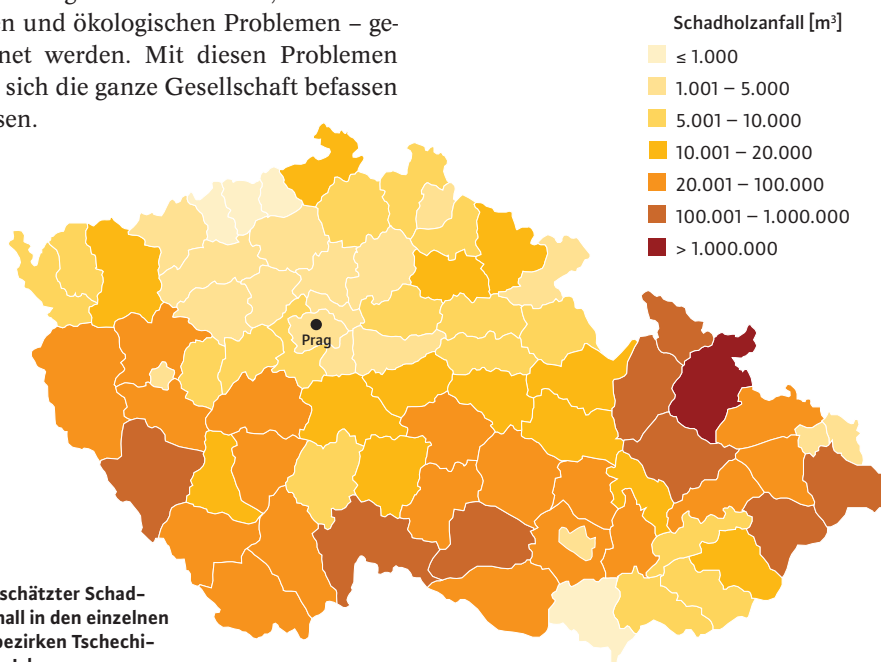 en und ökologischen Problemen – ge-
net werden. Mit diesen Problemen
sich die ganze Gesellschaft befassen
sen.
Schadholzanfall [m³]
≤ 1.000
1.001 – 5.000
5.001 – 10.000
10.001 – 20.000
20.001 – 100.000
100.001 – 1.000.000
> 1.000.000
Prag
schätzter Schad-
nall in den einzelnen
bezirken Tschechi-